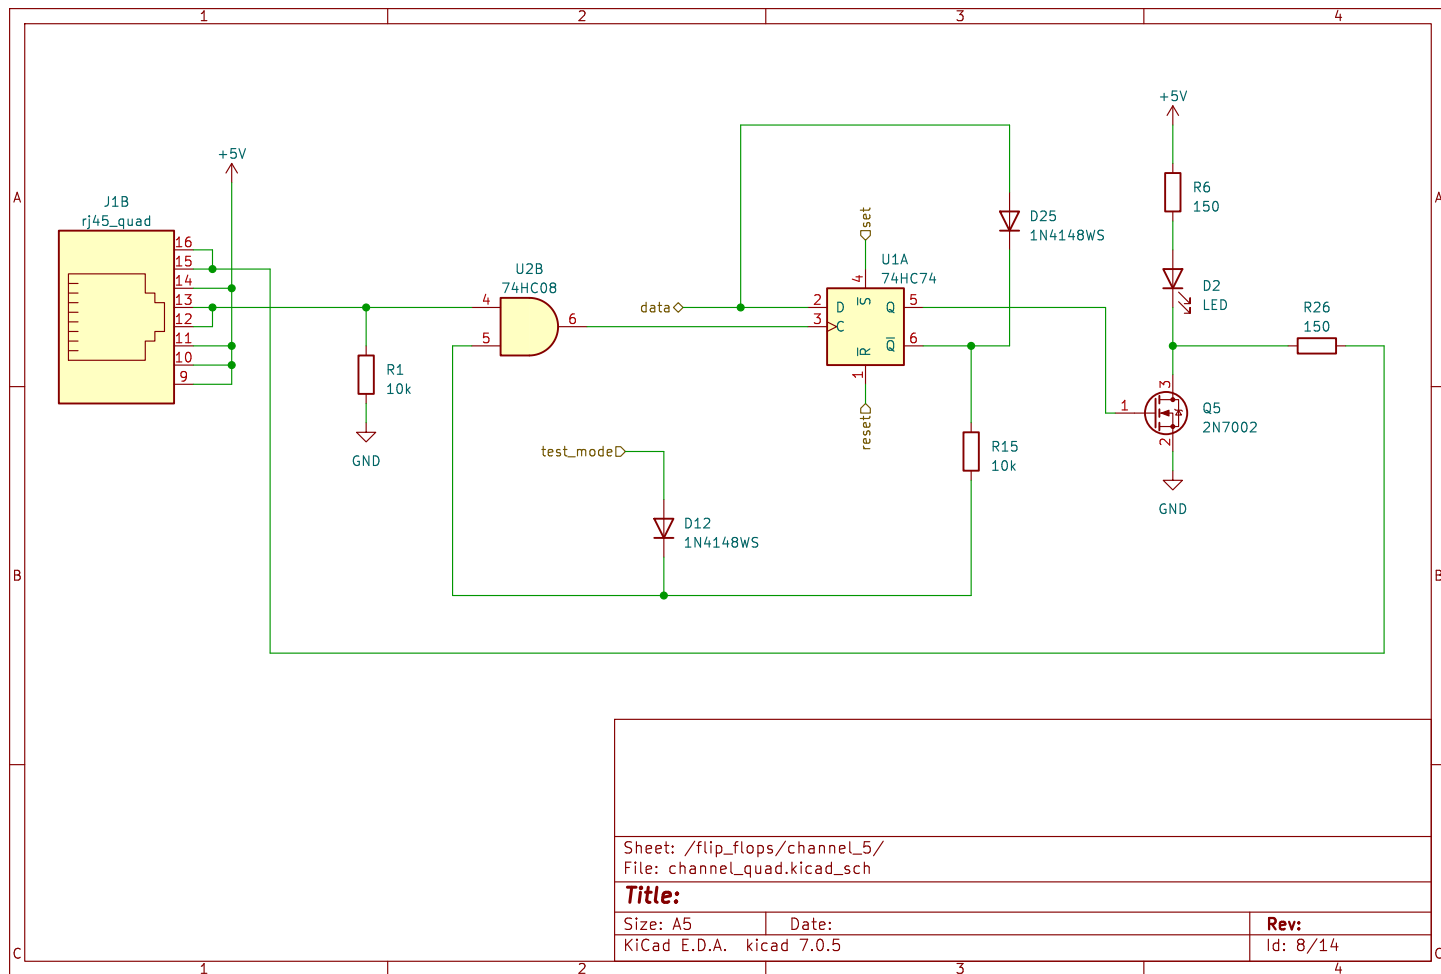 1 2 3 4
+5V
+5V
A A
J1B
rj45_quad
16
15
14
13
12
11
10
9
R1
10k
GND
U2B
74HC08
4
5
6
test_mode
D12
1N4148WS
data
set
U1A
74HC74
4
2 D S Q 5
3 C
Q 6
R
1
reset
D25
1N4148WS
R15
10k
R6
150
D2
LED
R26
150
3
1
2
Q5
2N7002
GND
B B
Sheet: /flip_flops/channel_5/
File: channel_quad.kicad_sch
Title:
Size: A5 Date: Rev:
KiCad E.D.A. kicad 7.0.5 Id: 8/14
C C
1 2 3 4